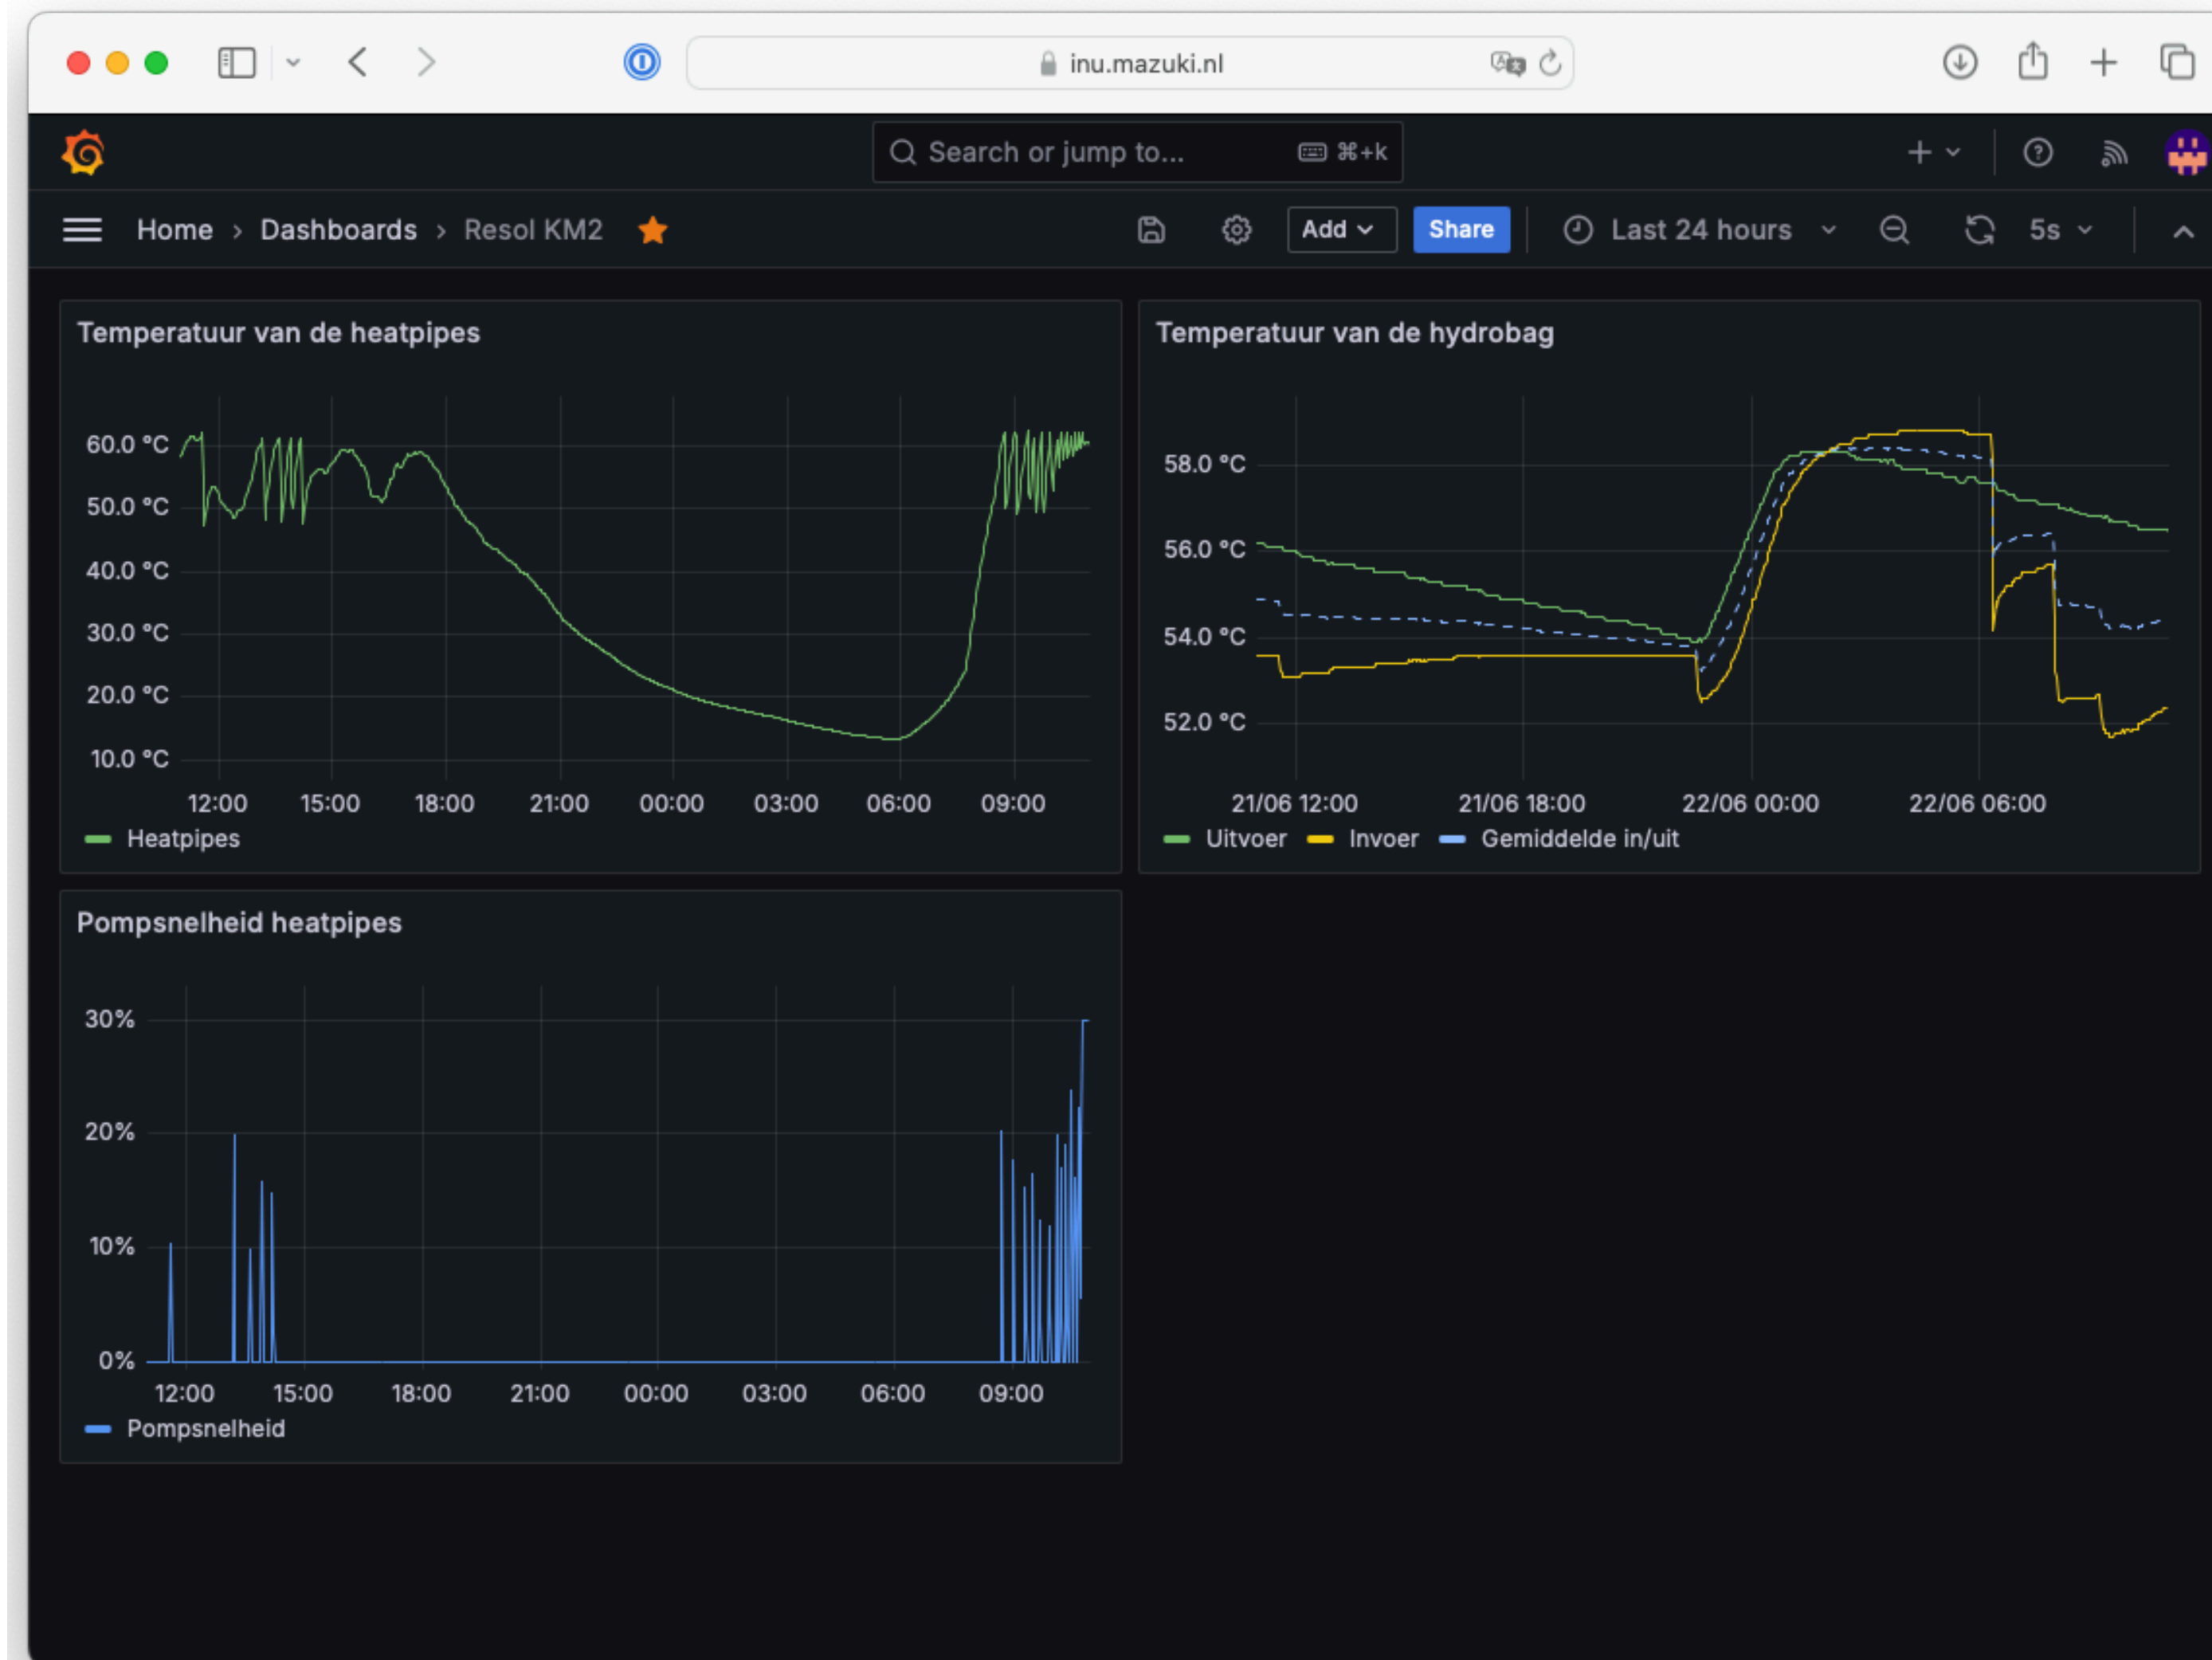 inu.mazuki.nl
Search or jump to... ⌘+k
Home › Dashboards › Resol KM2 Add Share Last 24 hours 5s
Temperatuur van de heatpipes
60.0 °C
50.0 °C
40.0 °C
30.0 °C
20.0 °C
10.0 °C
12:00 15:00 18:00 21:00 00:00 03:00 06:00 09:00
Heatpipes
Temperatuur van de hydrobag
58.0 °C
56.0 °C
54.0 °C
52.0 °C
21/06 12:00 21/06 18:00 22/06 00:00 22/06 06:00
Uitvoer Invoer Gemiddelde in/uit
Pompsnelheid heatpipes
30%
20%
10%
0%
12:00 15:00 18:00 21:00 00:00 03:00 06:00 09:00
Pompsnelheid